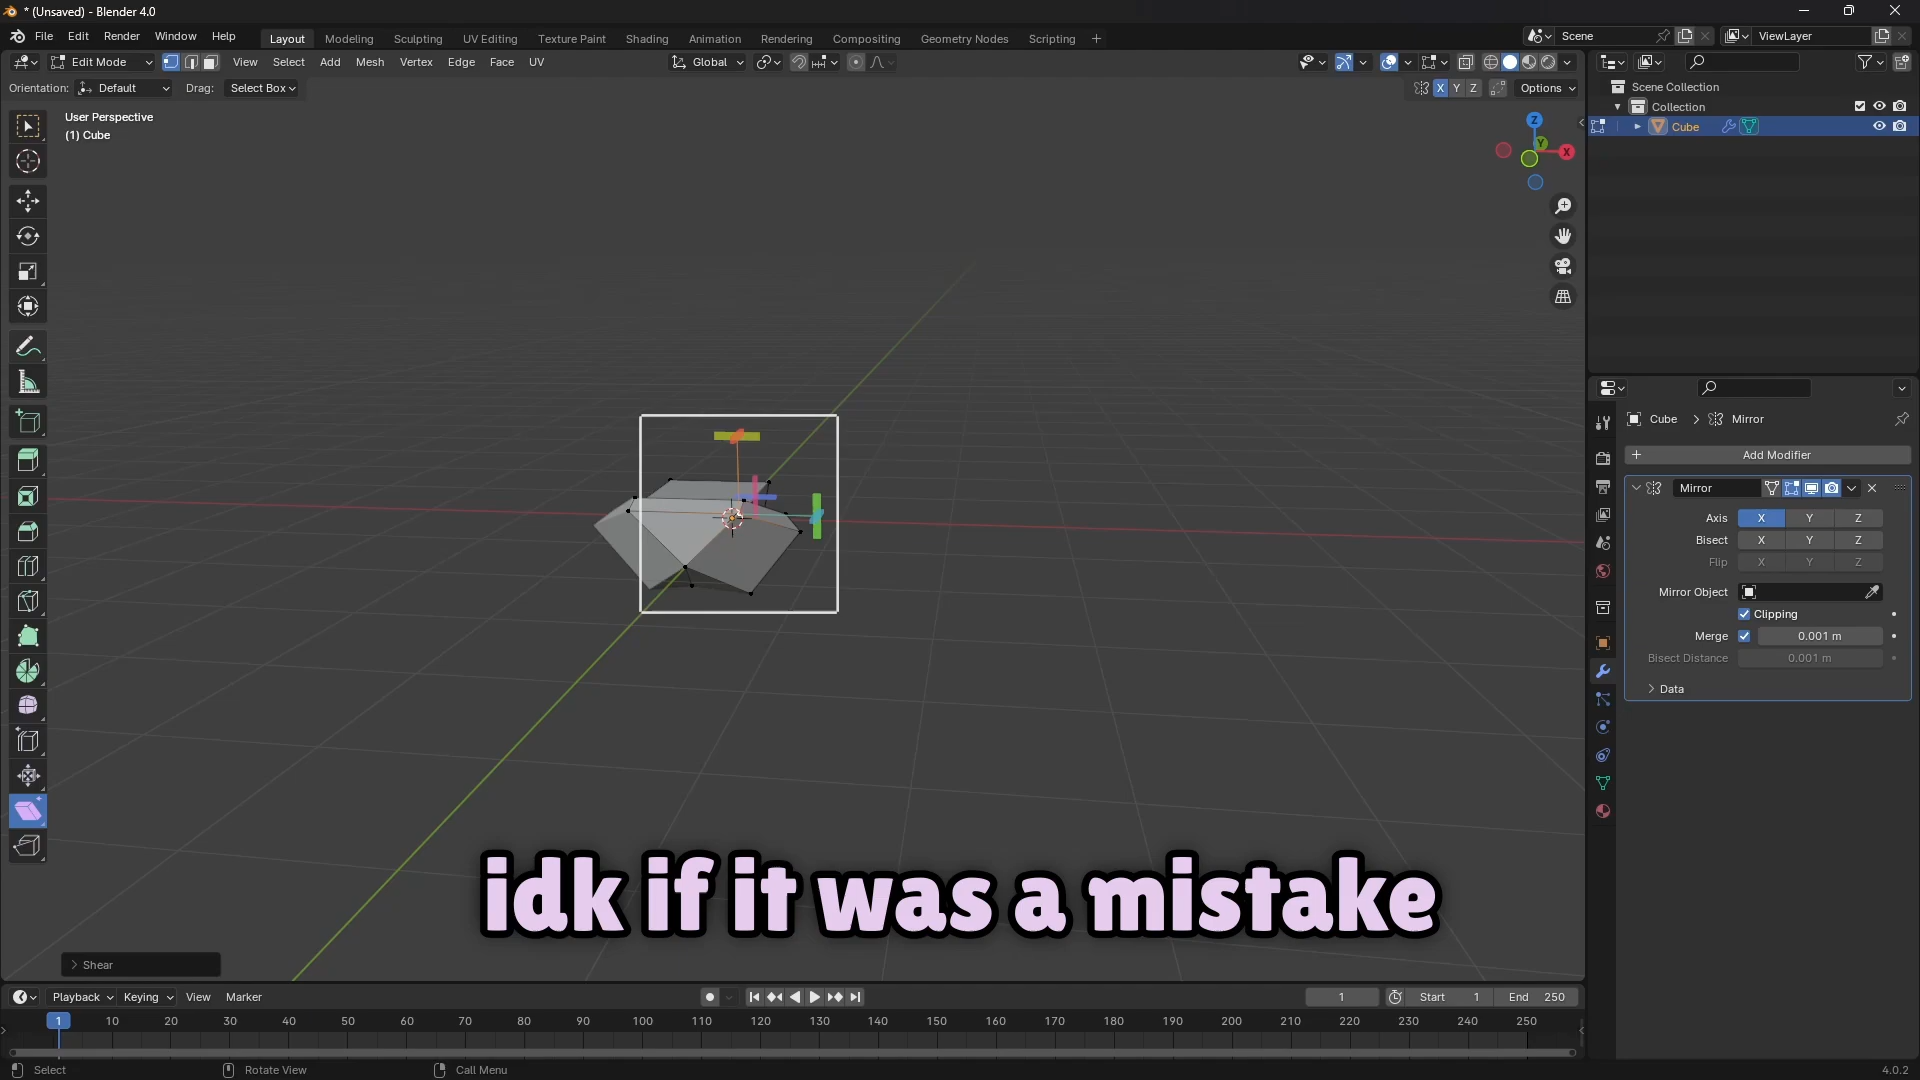 * (Unsaved) - Blender 4.0
File Edit Render Window Help
Layout Modeling Sculpting UV Editing Texture Paint Shading Animation Rendering Compositing Geometry Nodes Scripting +
Scene
ViewLayer
Edit Mode
View Select Add Mesh Vertex Edge Face UV
Global
Orientation: Default Drag: Select Box
X Y Z Options
User Perspective
(1) Cube
Z
Y
X
Scene Collection
Collection
Cube
Cube > Mirror
+ Add Modifier
Mirror
Axis X Y Z
Bisect X Y Z
Flip X Y Z
Mirror Object
Clipping
Merge 0.001 m
Bisect Distance 0.001 m
> Data
idk if it was a mistake
> Shear
Playback Keying View Marker
1 Start 1 End 250
1 10 20 30 40 50 60 70 80 90 100 110 120 130 140 150 160 170 180 190 200 210 220 230 240 250
Select Rotate View Call Menu
4.0.2